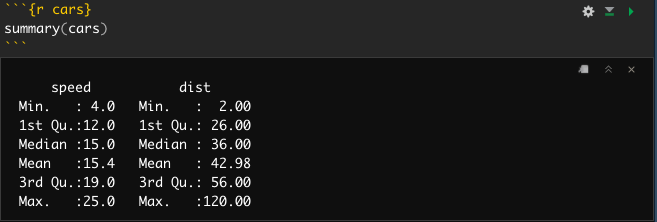 ```{r cars}
summary(cars)
```
     speed           dist       
 Min.   : 4.0   Min.   :  2.00  
 1st Qu.:12.0   1st Qu.: 26.00  
 Median :15.0   Median : 36.00  
 Mean   :15.4   Mean   : 42.98  
 3rd Qu.:19.0   3rd Qu.: 56.00  
 Max.   :25.0   Max.   :120.00